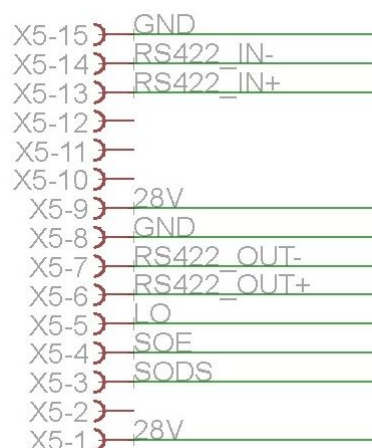 X5-15 GND
X5-14 RS422_IN-
X5-13 RS422_IN+
X5-12
X5-11
X5-10
X5-9 28V
X5-8 GND
X5-7 RS422_OUT-
X5-6 RS422_OUT+
X5-5 LO
X5-4 SOE
X5-3 SODS
X5-2
X5-1 28V